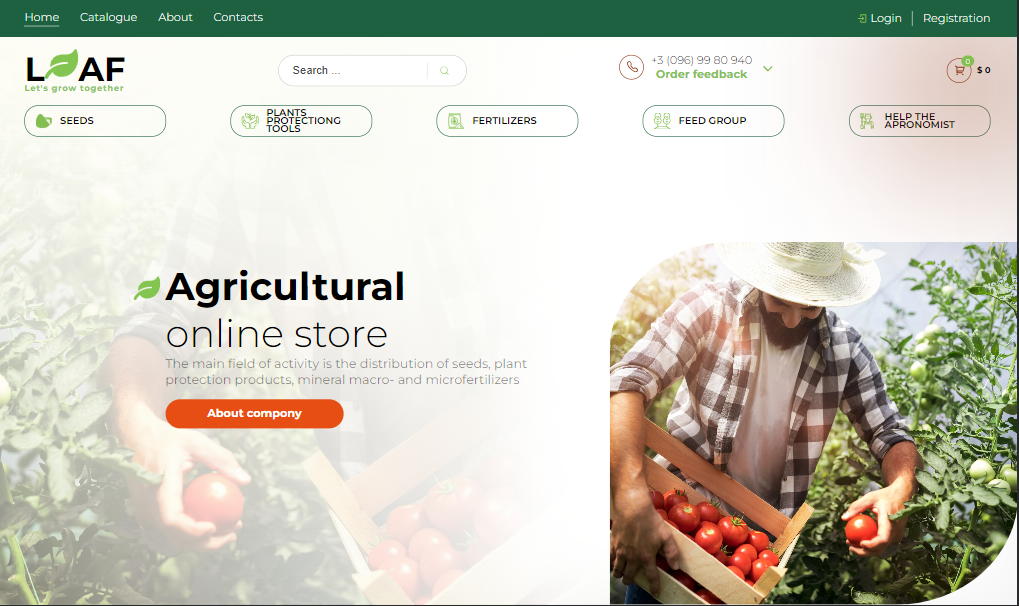 Home Catalogue About Contacts
Login Registration
LEAF
Let's grow together
Search ...
+3 (096) 99 80 940
Order feedback
0
$ 0
SEEDS
PLANTS
PROTECTIONG
TOOLS
FERTILIZERS
FEED GROUP
HELP THE
APRONOMIST
Agricultural
online store
The main field of activity is the distribution of seeds, plant
protection products, mineral macro- and microfertilizers
About company